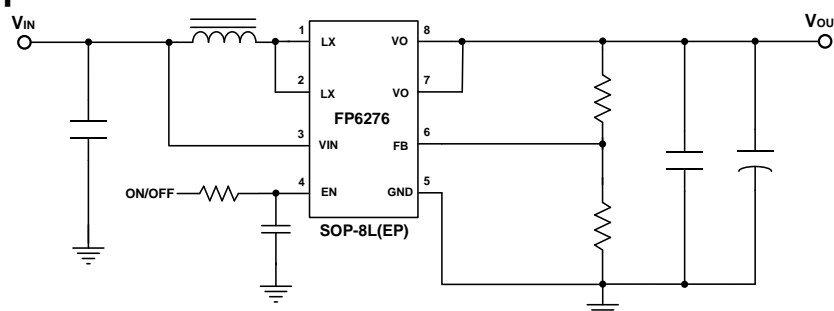 VIN
VOU
1
LX
VO
8
2
LX
VO
7
FP6276
3
VIN
FB
6
ON/OFF
4
EN
GND
5
SOP-8L(EP)